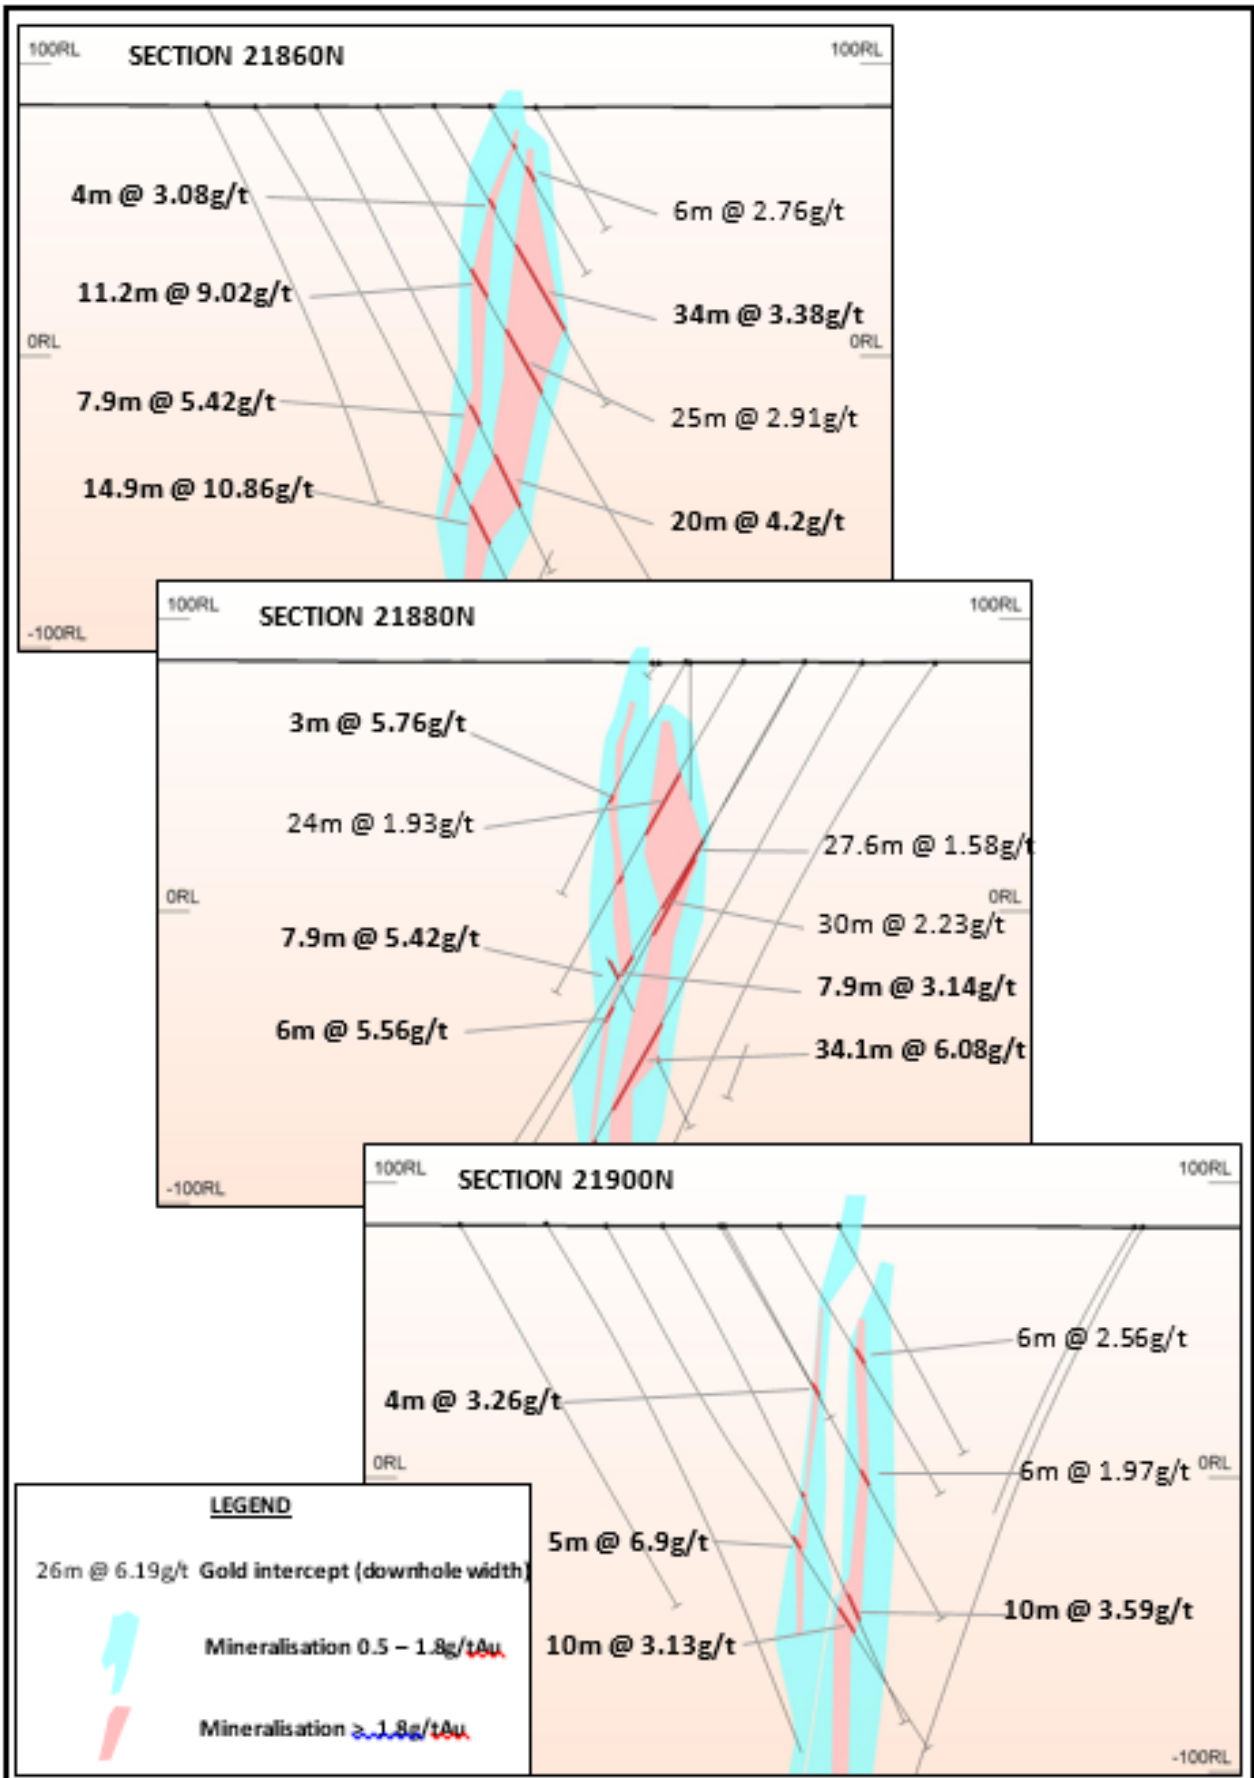 100RL
SECTION 21860N
100RL
4m @ 3.08g/t
6m @ 2.76g/t
11.2m @ 9.02g/t
34m @ 3.38g/t
0RL
0RL
7.9m @ 5.42g/t
25m @ 2.91g/t
14.9m @ 10.86g/t
20m @ 4.2g/t
-100RL
100RL
SECTION 21880N
100RL
3m @ 5.76g/t
24m @ 1.93g/t
27.6m @ 1.58g/t
0RL
0RL
30m @ 2.23g/t
7.9m @ 5.42g/t
7.9m @ 3.14g/t
6m @ 5.56g/t
34.1m @ 6.08g/t
-100RL
100RL
SECTION 21900N
100RL
6m @ 2.56g/t
4m @ 3.26g/t
0RL
6m @ 1.97g/t
0RL
5m @ 6.9g/t
10m @ 3.59g/t
10m @ 3.13g/t
-100RL
LEGEND
26m @ 6.19g/t Gold intercept (downhole width)
Mineralisation 0.5 – 1.8g/tAu
Mineralisation ≥ 1.8g/tAu